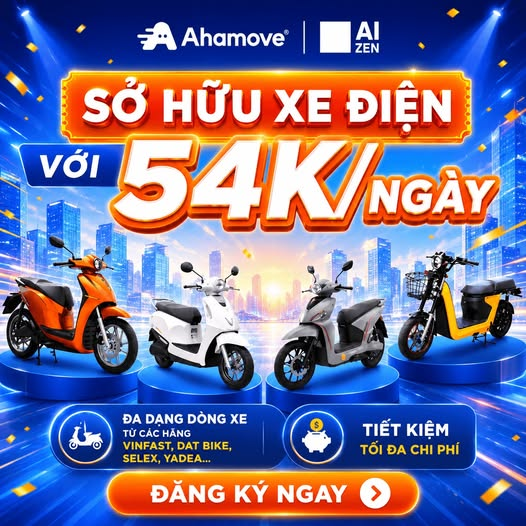 Ahamove®
AI
ZEN
SỞ HỮU XE ĐIỆN
VỚI
54K/NGÀY
ĐA DẠNG DÒNG XE
TỪ CÁC HÃNG
VINFAST, DAT BIKE,
SELEX, YADEA...
$
TIẾT KIỆM
TỐI ĐA CHI PHÍ
ĐĂNG KÝ NGAY